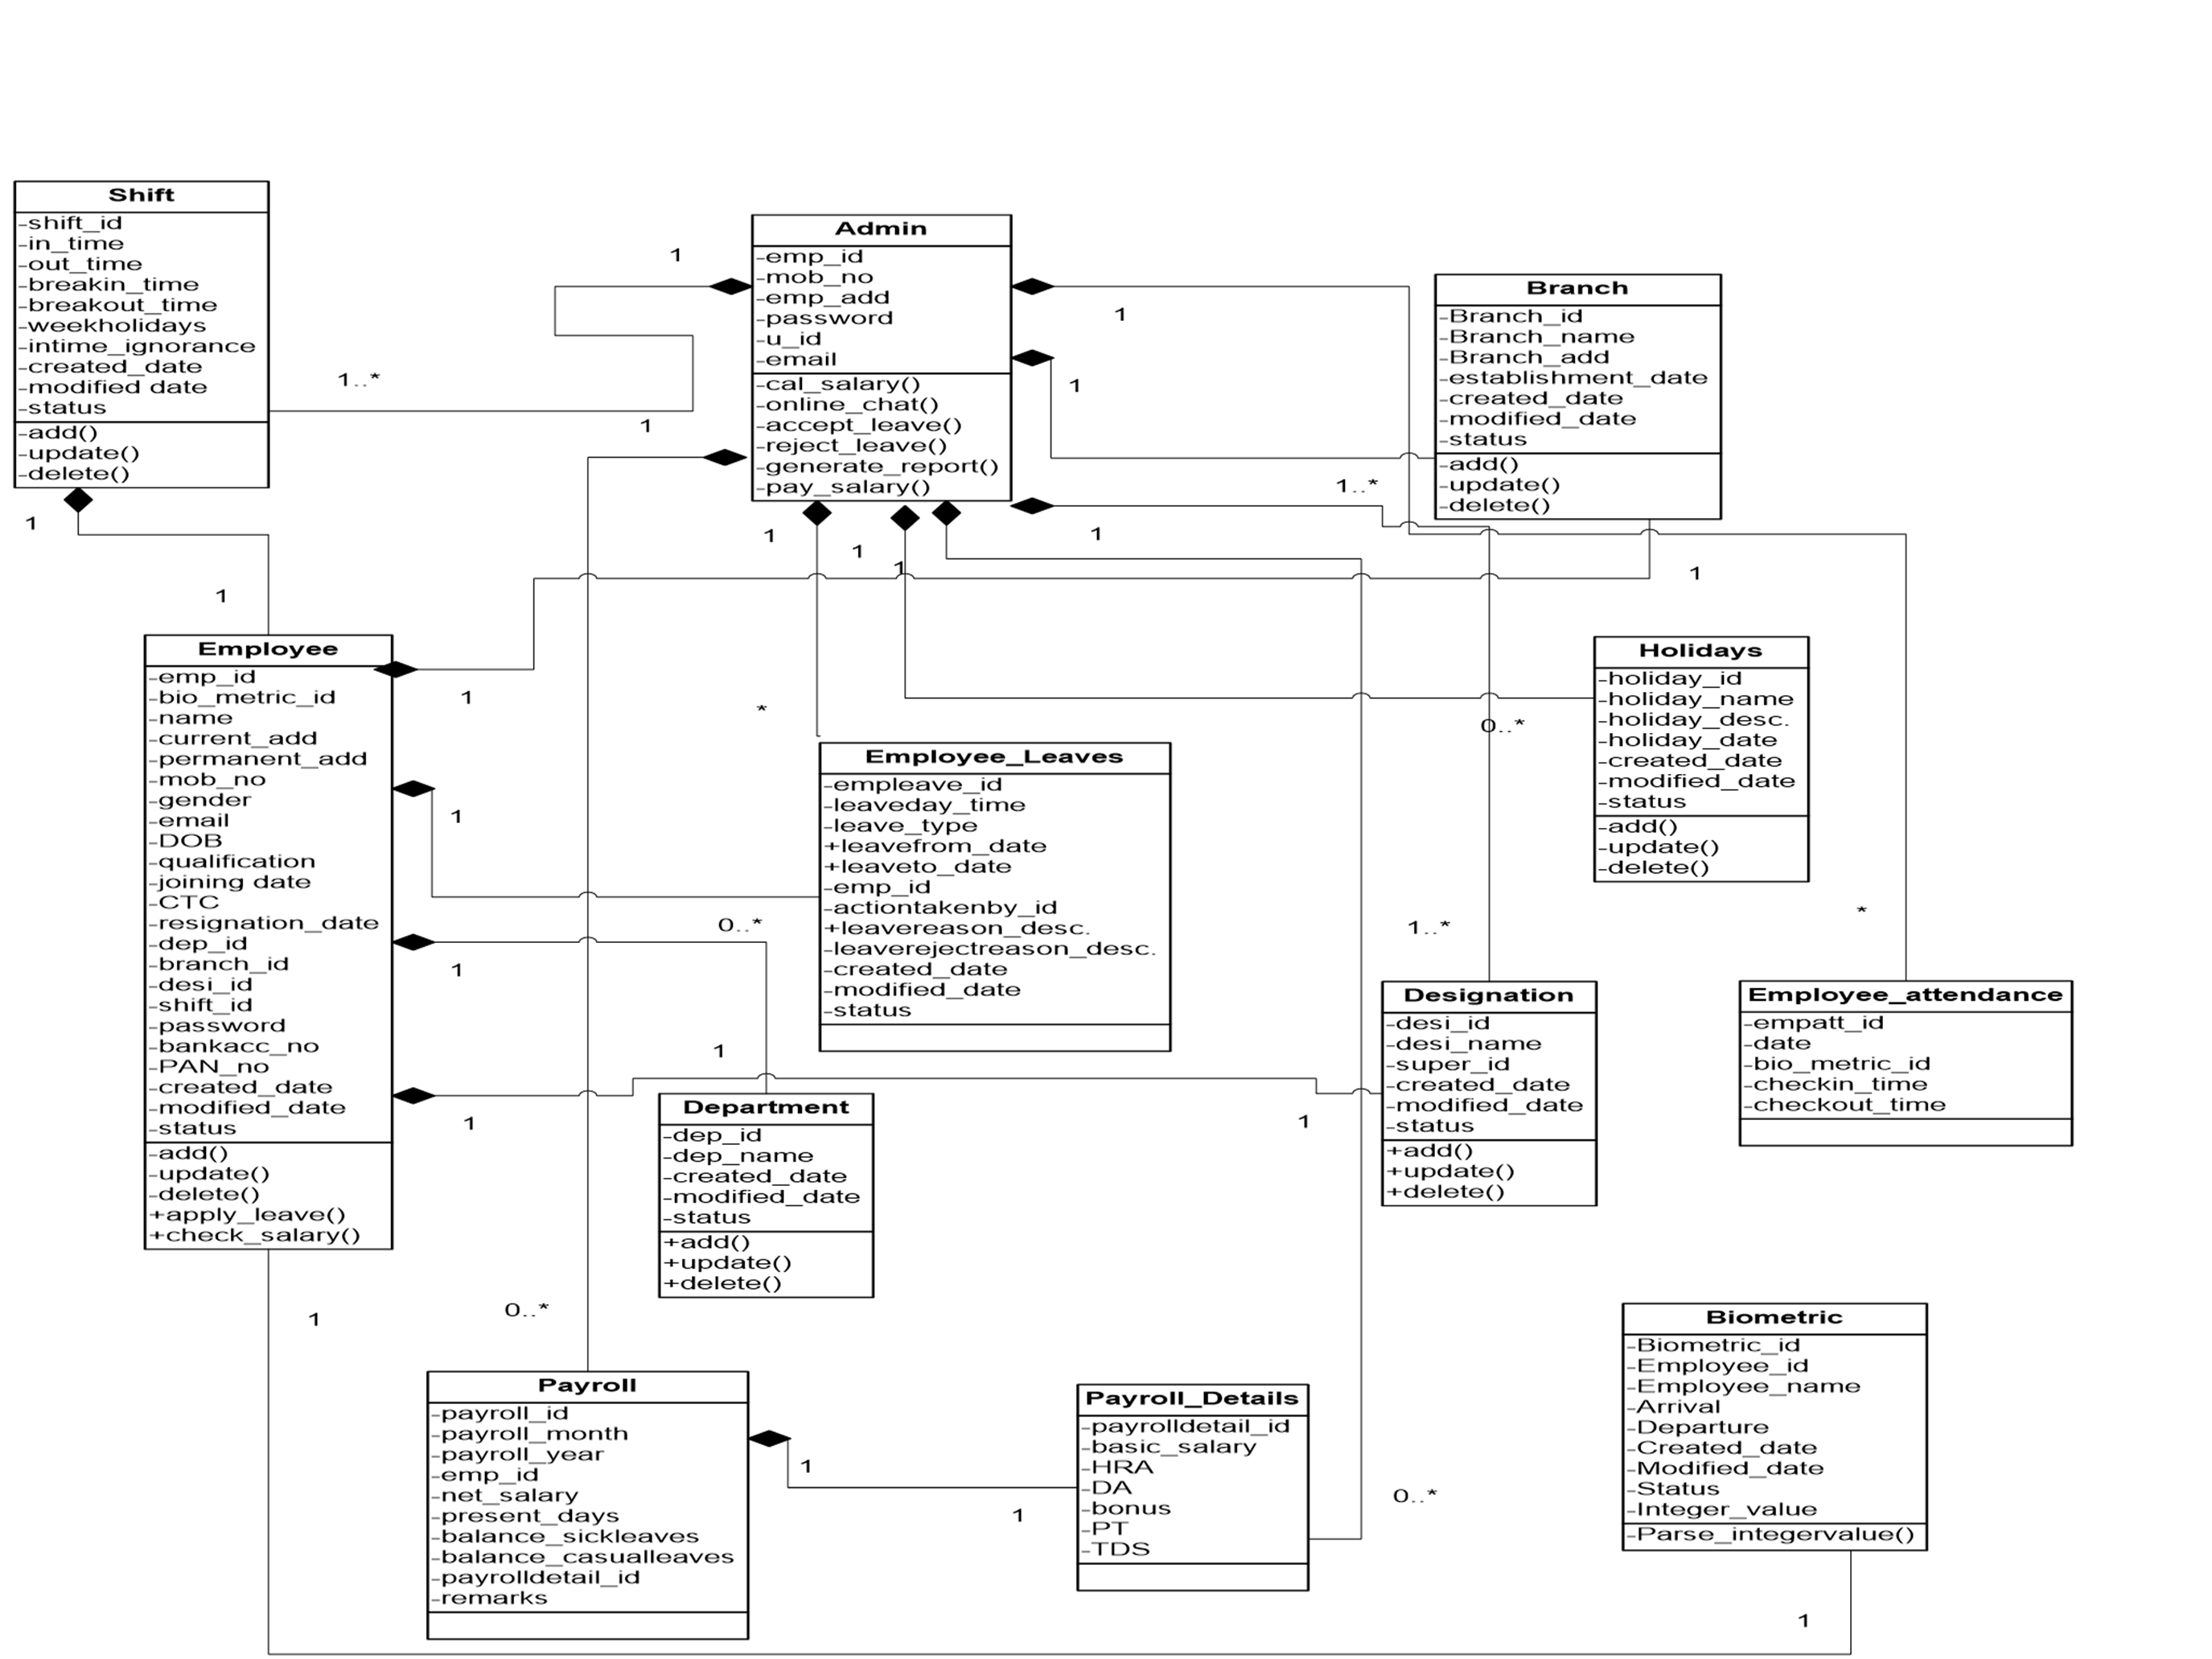 Shift
-shift_id
-in_time
-out_time
-breakin_time
-breakout_time
-weekholidays
-intime_ignorance
-created_date
-modified date
-status
-add()
-update()
-delete()
Admin
-emp_id
-mob_no
-emp_add
-password
-u_id
-email
-cal_salary()
-online_chat()
-accept_leave()
-reject_leave()
-generate_report()
-pay_salary()
Branch
-Branch_id
-Branch_name
-Branch_add
-establishment_date
-created_date
-modified_date
-status
-add()
-update()
-delete()
1
1
1..*
1
1
1..*
1
1
1
1
1
1
1
1
Employee
-emp_id
-bio_metric_id
-name
-current_add
-permanent_add
-mob_no
-gender
-email
-DOB
-qualification
-joining date
-CTC
-resignation_date
-dep_id
-branch_id
-desi_id
-shift_id
-password
-bankacc_no
-PAN_no
-created_date
-modified_date
-status
-add()
-update()
-delete()
+apply_leave()
+check_salary()
1
*
1
0..*
1
1
1
1
Employee_Leaves
-empleave_id
-leaveday_time
-leave_type
+leavefrom_date
+leaveto_date
-emp_id
-actiontakenby_id
+leavereason_desc.
-leaverejectreason_desc.
-created_date
-modified_date
-status
Holidays
-holiday_id
-holiday_name
-holiday_desc.
-holiday_date
-created_date
-modified_date
-status
-add()
-update()
-delete()
0..*
1..*
*
Designation
-desi_id
-desi_name
-super_id
-created_date
-modified_date
-status
+add()
+update()
+delete()
Employee_attendance
-empatt_id
-date
-bio_metric_id
-checkin_time
-checkout_time
Department
-dep_id
-dep_name
-created_date
-modified_date
-status
+add()
+update()
+delete()
1
0..*
Payroll
-payroll_id
-payroll_month
-payroll_year
-emp_id
-net_salary
-present_days
-balance_sickleaves
-balance_casualleaves
-payrolldetail_id
-remarks
1
1
Payroll_Details
-payrolldetail_id
-basic_salary
-HRA
-DA
-bonus
-PT
-TDS
0..*
Biometric
-Biometric_id
-Employee_id
-Employee_name
-Arrival
-Departure
-Created_date
-Modified_date
-Status
-Integer_value
-Parse_integervalue()
1